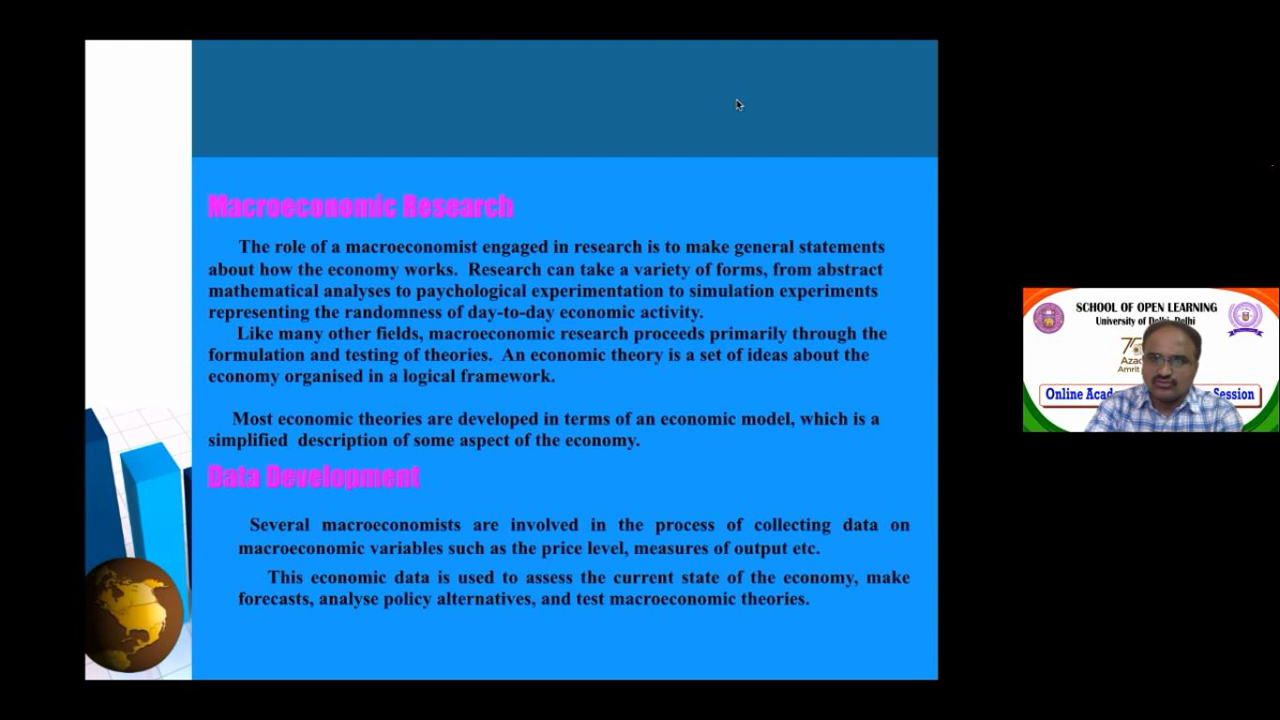 Macroeconomic Research
The role of a macroeconomist engaged in research is to make general statements
about how the economy works. Research can take a variety of forms, from abstract
mathematical analyses to paychological experimentation to simulation experiments
representing the randomness of day-to-day economic activity.
Like many other fields, macroeconomic research proceeds primarily through the
formulation and testing of theories. An economic theory is a set of ideas about the
economy organised in a logical framework.
Most economic theories are developed in terms of an economic model, which is a
simplified description of some aspect of the economy.
Data Development
Several macroeconomists are involved in the process of collecting data on
macroeconomic variables such as the price level, measures of output etc.
This economic data is used to assess the current state of the economy, make
forecasts, analyse policy alternatives, and test macroeconomic theories.
SCHOOL OF OPEN LEARNING
University of Delhi, Delhi
Amrit
Online
Session